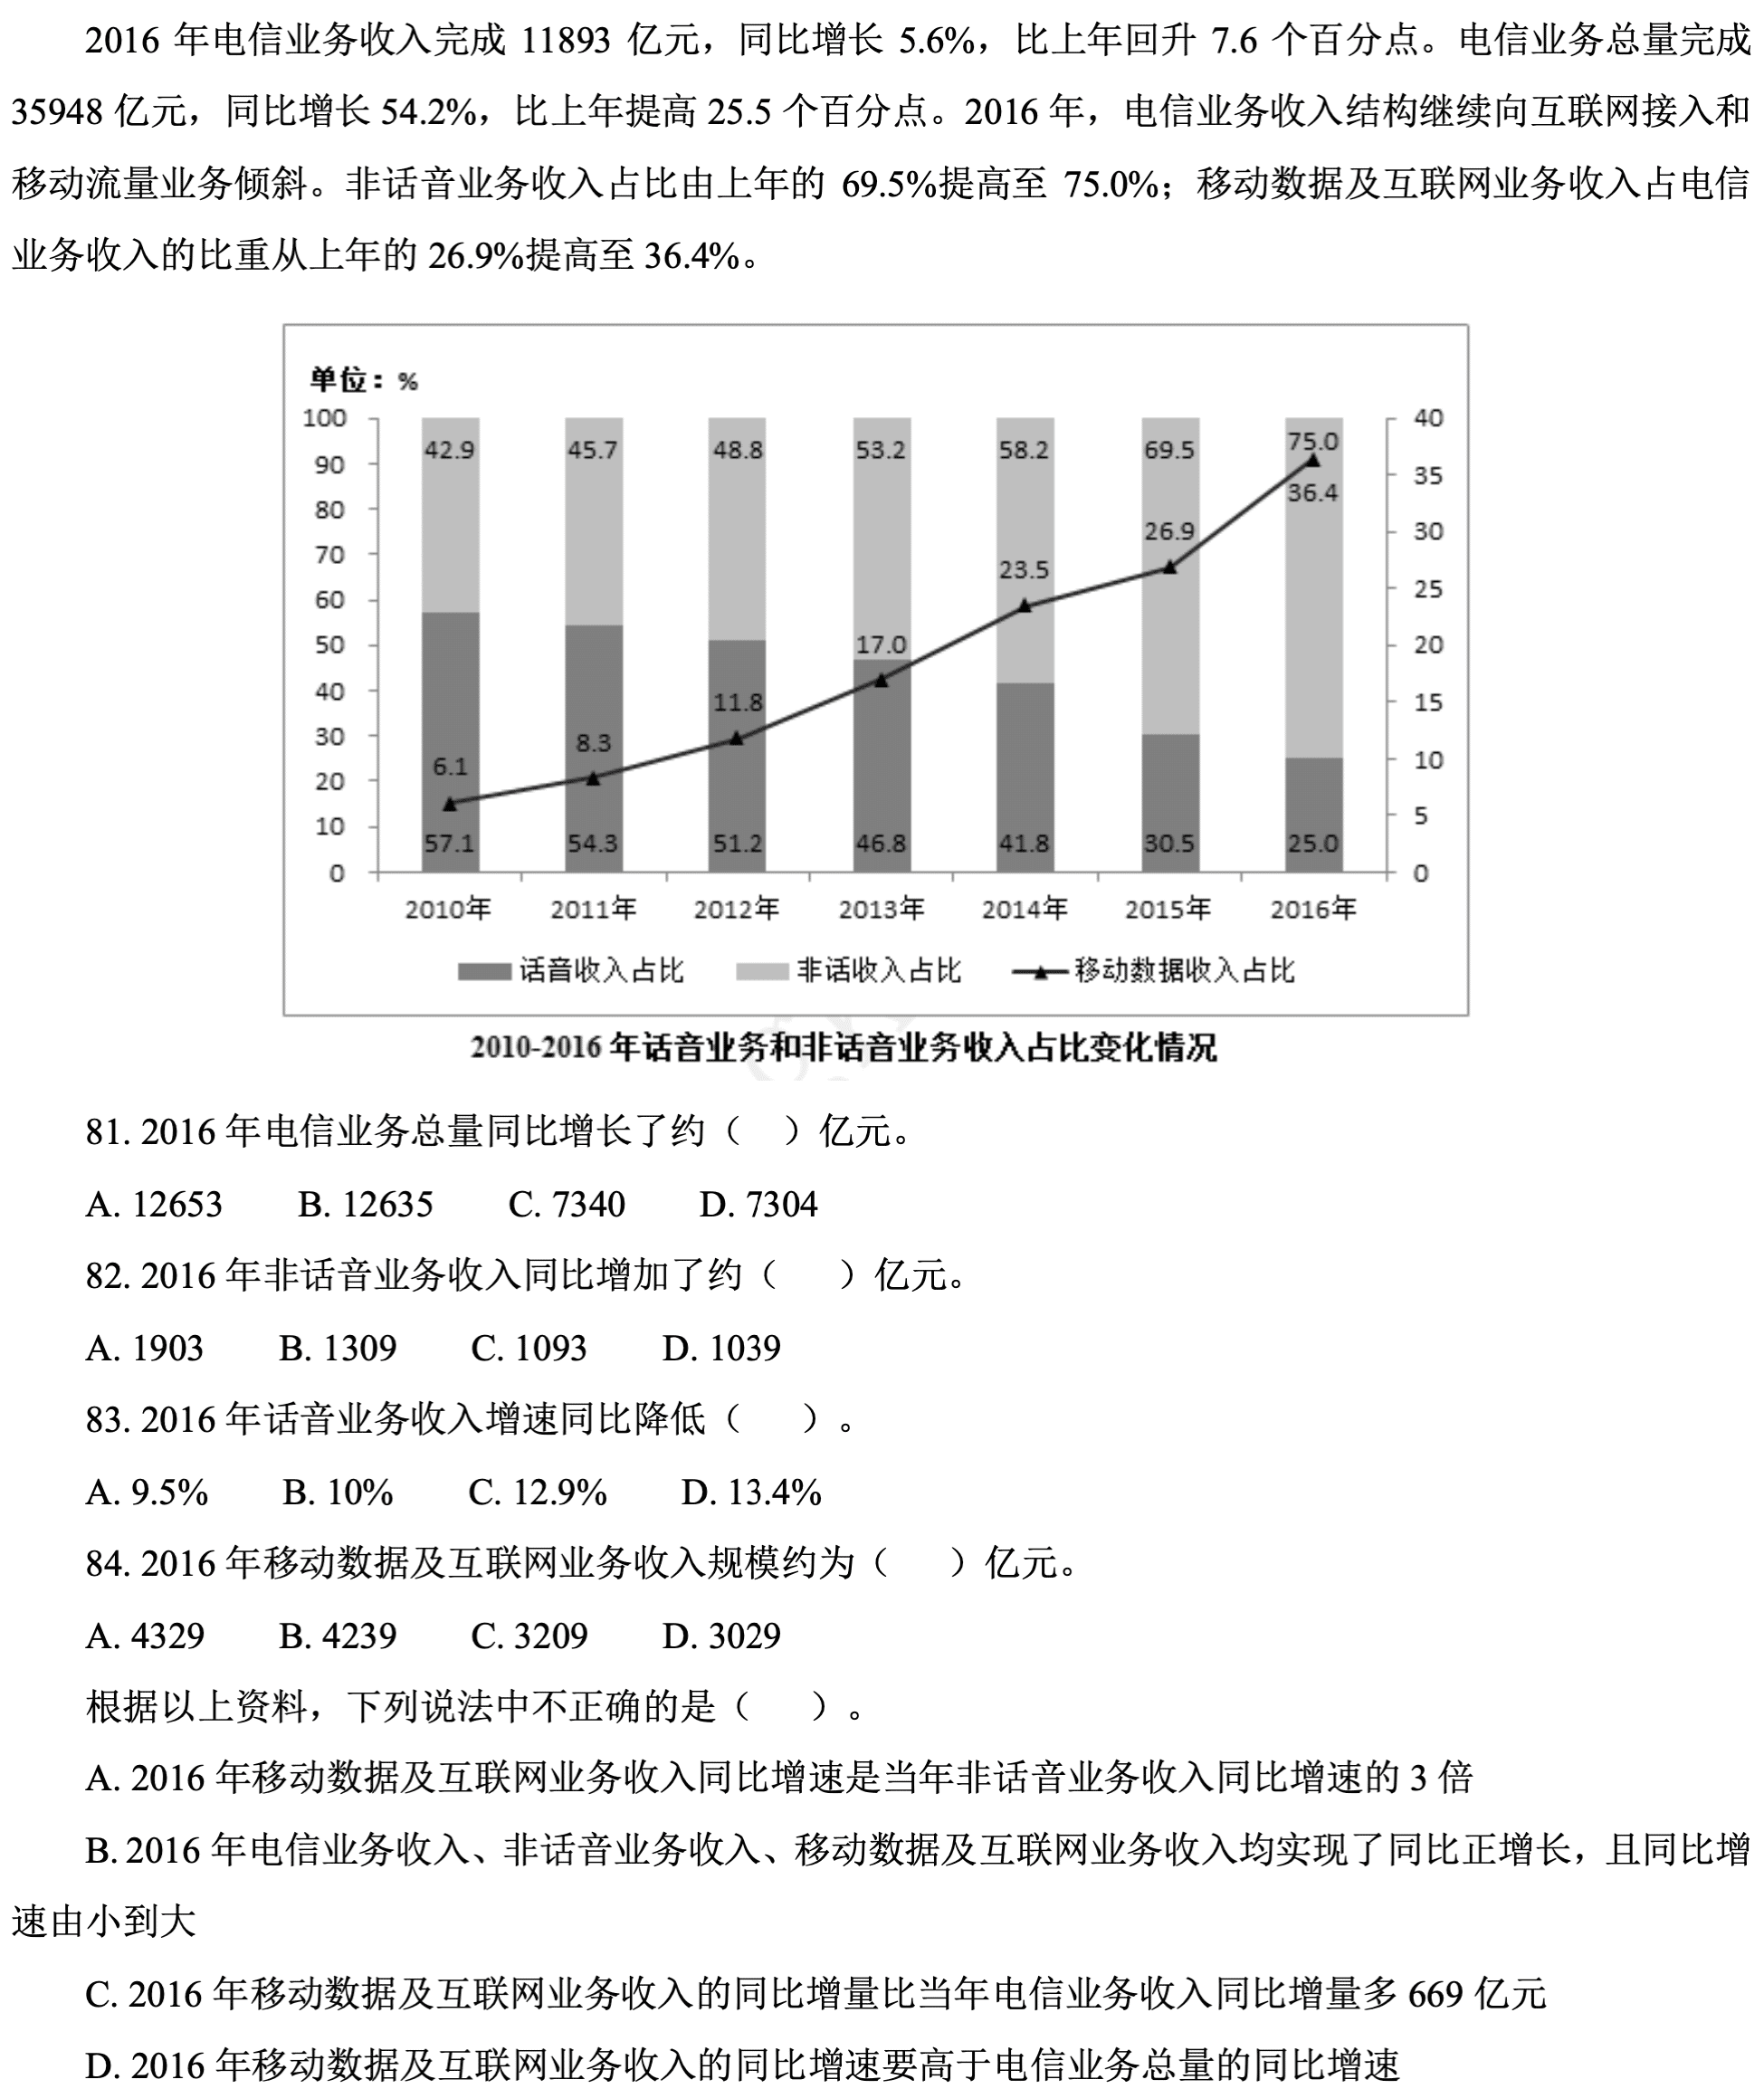 2016 年电信业务收入完成 11893 亿元，同比增长 5.6%，比上年回升 7.6 个百分点。电信业务总量完成
35948 亿元，同比增长 54.2%，比上年提高 25.5 个百分点。2016 年，电信业务收入结构继续向互联网接入和
移动流量业务倾斜。非话音业务收入占比由上年的 69.5%提高至 75.0%；移动数据及互联网业务收入占电信
业务收入的比重从上年的 26.9%提高至 36.4%。
单位：%
100 42.9 45.7 48.8 53.2 58.2 69.5 75.0 40
90 36.4 35
80 26.9 30
70 23.5 25
60
50 17.0 20
40 11.8 15
30 6.1 8.3 10
20
10 57.1 54.3 51.2 46.8 41.8 30.5 25.0 5
0 0
2010年 2011年 2012年 2013年 2014年 2015年 2016年
话音收入占比 非话收入占比 移动数据收入占比
2010-2016 年话音业务和非话音业务收入占比变化情况
81. 2016 年电信业务总量同比增长了约（ ）亿元。
A. 12653 B. 12635 C. 7340 D. 7304
82. 2016 年非话音业务收入同比增加了约（ ）亿元。
A. 1903 B. 1309 C. 1093 D. 1039
83. 2016 年话音业务收入增速同比降低（ ）。
A. 9.5% B. 10% C. 12.9% D. 13.4%
84. 2016 年移动数据及互联网业务收入规模约为（ ）亿元。
A. 4329 B. 4239 C. 3209 D. 3029
根据以上资料，下列说法中不正确的是（ ）。
A. 2016 年移动数据及互联网业务收入同比增速是当年非话音业务收入同比增速的 3 倍
B. 2016 年电信业务收入、非话音业务收入、移动数据及互联网业务收入均实现了同比正增长，且同比增
速由小到大
C. 2016 年移动数据及互联网业务收入的同比增量比当年电信业务收入同比增量多 669 亿元
D. 2016 年移动数据及互联网业务收入的同比增速要高于电信业务总量的同比增速